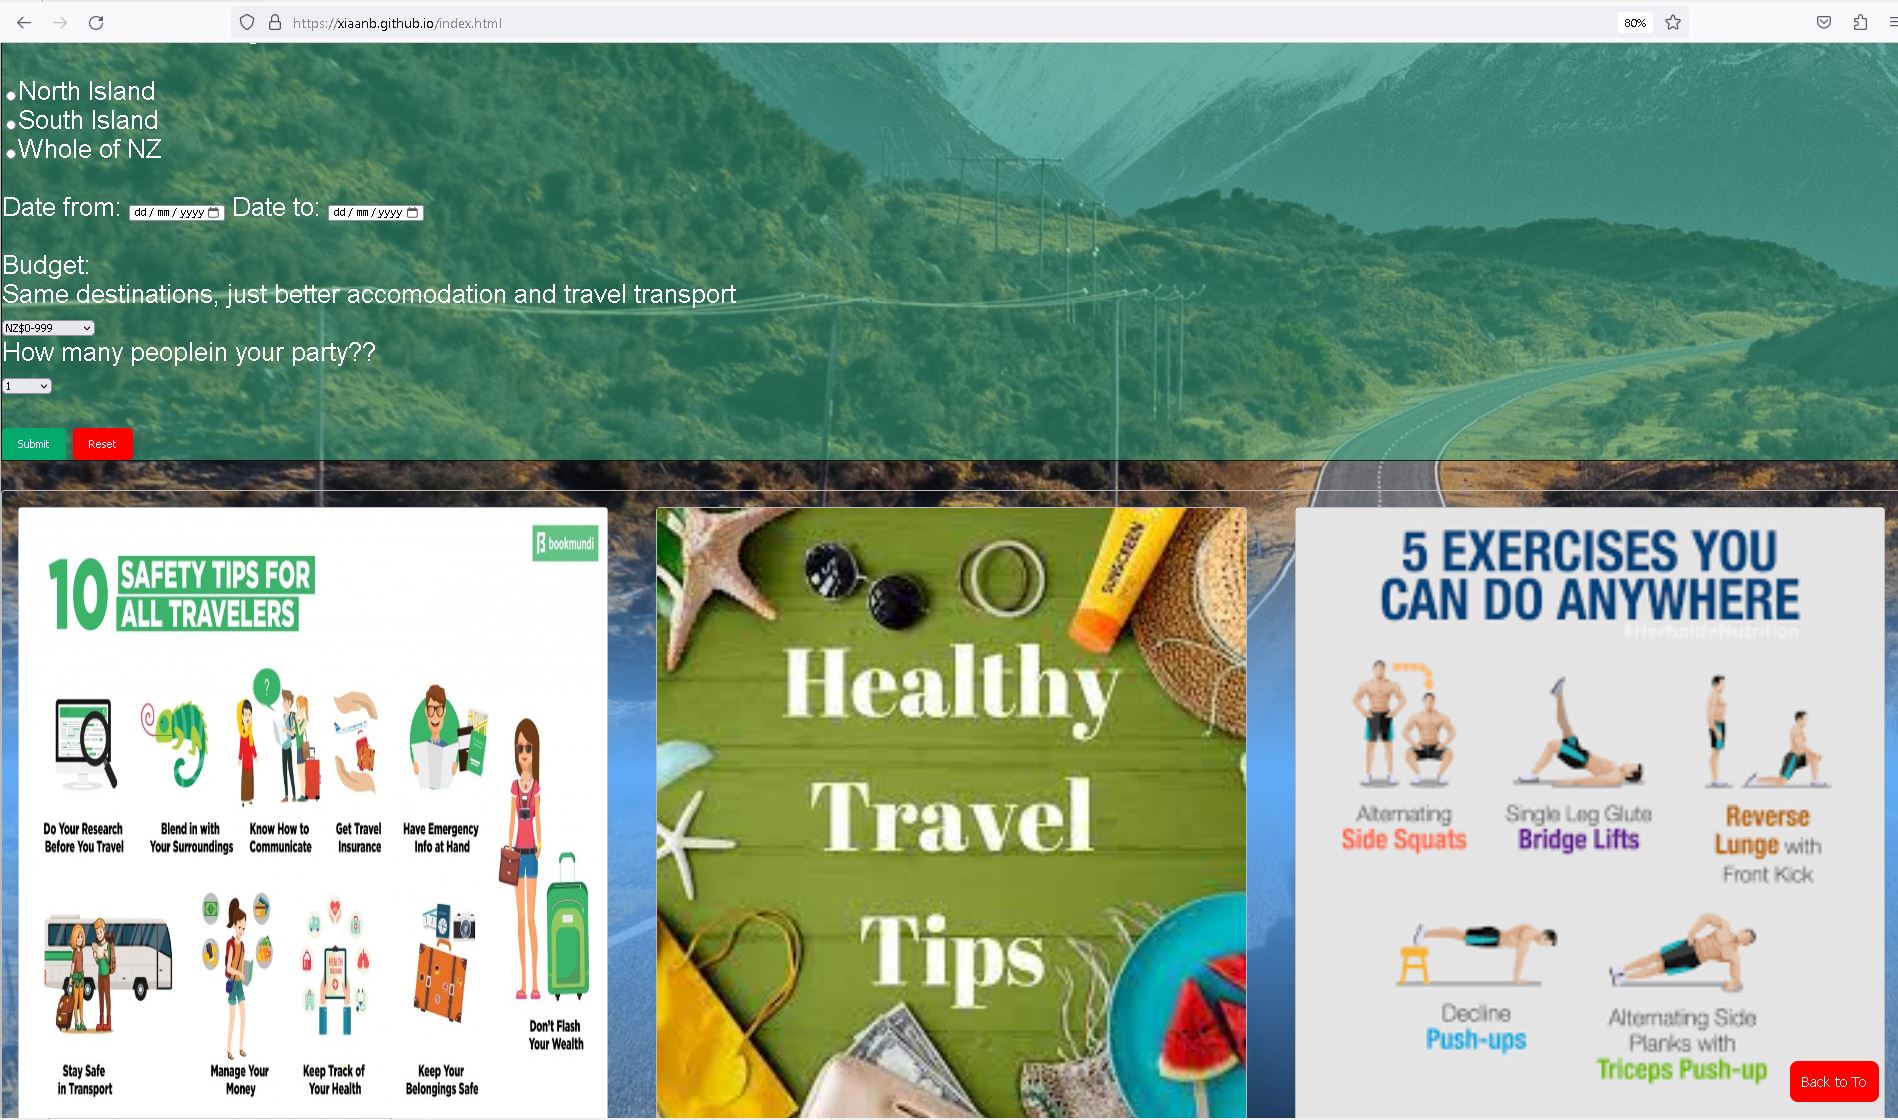 https://xiaanb.github.io/index.html
80%
North Island
South Island
Whole of NZ
Date from: dd / mm / yyyy Date to: dd / mm / yyyy
Budget:
Same destinations, just better accomodation and travel transport
NZ$0-999
How many peoplein your party??
1
Submit Reset
bookmundi
10 SAFETY TIPS FOR
ALL TRAVELERS
?
Do Your Research
Before You Travel
Blend in with
Your Surroundings
Know How to
Communicate
Get Travel
Insurance
Have Emergency
Info at Hand
Stay Safe
in Transport
Manage Your
Money
Keep Track of
Your Health
Keep Your
Belongings Safe
Don't Flash
Your Wealth
SUNSCREEN
Healthy
Travel
Tips
5 EXERCISES YOU
CAN DO ANYWHERE
#HerbalifeNutrition
Alternating
Side Squats
Single Leg Glute
Bridge Lifts
Reverse
Lunge with
Front Kick
Decline
Push-ups
Alternating Side
Planks with
Triceps Push-up
Back to To